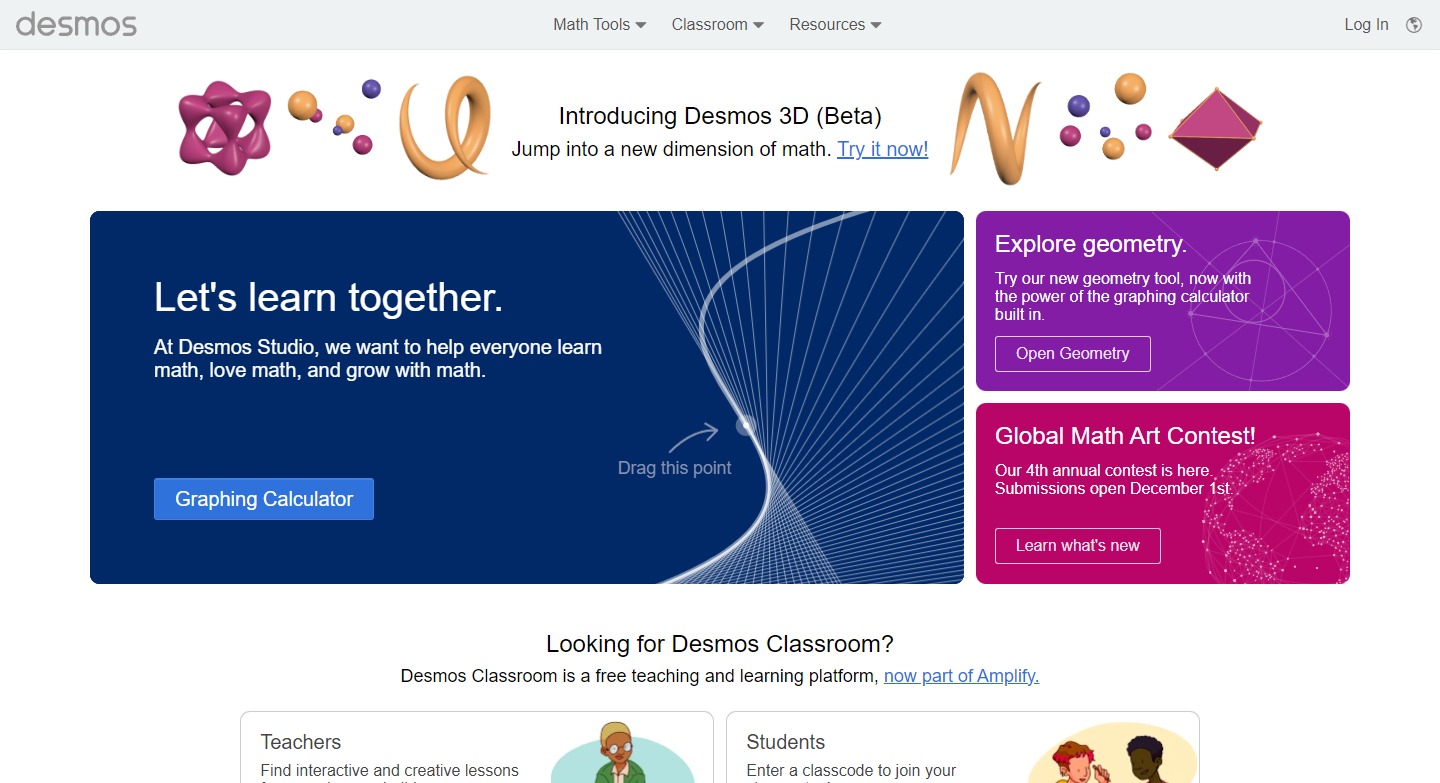 desmos
Math Tools
Classroom
Resources
Log In
Introducing Desmos 3D (Beta)
Jump into a new dimension of math. Try it now!
Let's learn together.
At Desmos Studio, we want to help everyone learn
math, love math, and grow with math.
Drag this point
Graphing Calculator
Explore geometry.
Try our new geometry tool, now with
the power of the graphing calculator
built in.
Open Geometry
Global Math Art Contest!
Our 4th annual contest is here.
Submissions open December 1st.
Learn what's new
Looking for Desmos Classroom?
Desmos Classroom is a free teaching and learning platform, now part of Amplify.
Teachers
Find interactive and creative lessons
Students
Enter a classcode to join your